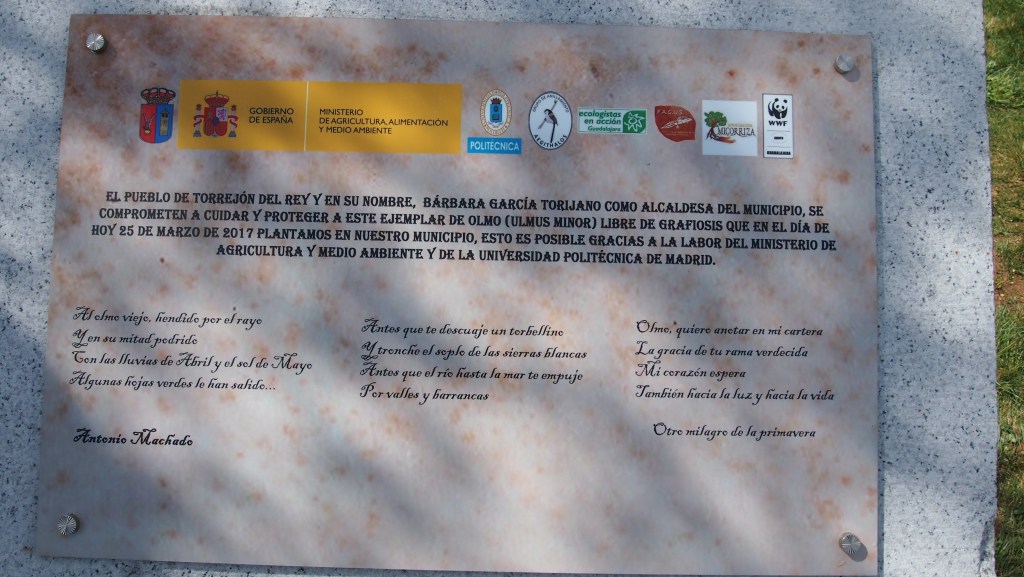 GOBIERNO
DE ESPAÑA
MINISTERIO
DE AGRICULTURA, ALIMENTACIÓN
Y MEDIO AMBIENTE
POLITÉCNICA
ecologistas
en acción
Guadalajara
MICORRIZA
WWF
EL PUEBLO DE TORREJÓN DEL REY Y EN SU NOMBRE, BÁRBARA GARCÍA TORIJANO COMO ALCALDESA DEL MUNICIPIO, SE
COMPROMETEN A CUIDAR Y PROTEGER A ESTE EJEMPLAR DE OLMO (ULMUS MINOR) LIBRE DE GRAFIOSIS QUE EN EL DÍA DE
HOY 25 DE MARZO DE 2017 PLANTAMOS EN NUESTRO MUNICIPIO, ESTO ES POSIBLE GRACIAS A LA LABOR DEL MINISTERIO DE
AGRICULTURA Y MEDIO AMBIENTE Y DE LA UNIVERSIDAD POLITÉCNICA DE MADRID.
Al olmo viejo, hendido por el rayo
Y en su mitad podrido
Con las lluvias de Abril y el sol de Mayo
Algunas hojas verdes le han salido...
Antonio Machado
Antes que te descuaje un torbellino
Y tronche el soplo de las sierras blancas
Antes que el río hasta la mar te empuje
Por valles y barrancas
Olmo, quiero anotar en mi cartera
La gracia de tu rama verdecida
Mi corazón espera
También hacia la luz y hacia la vida
Otro milagro de la primavera